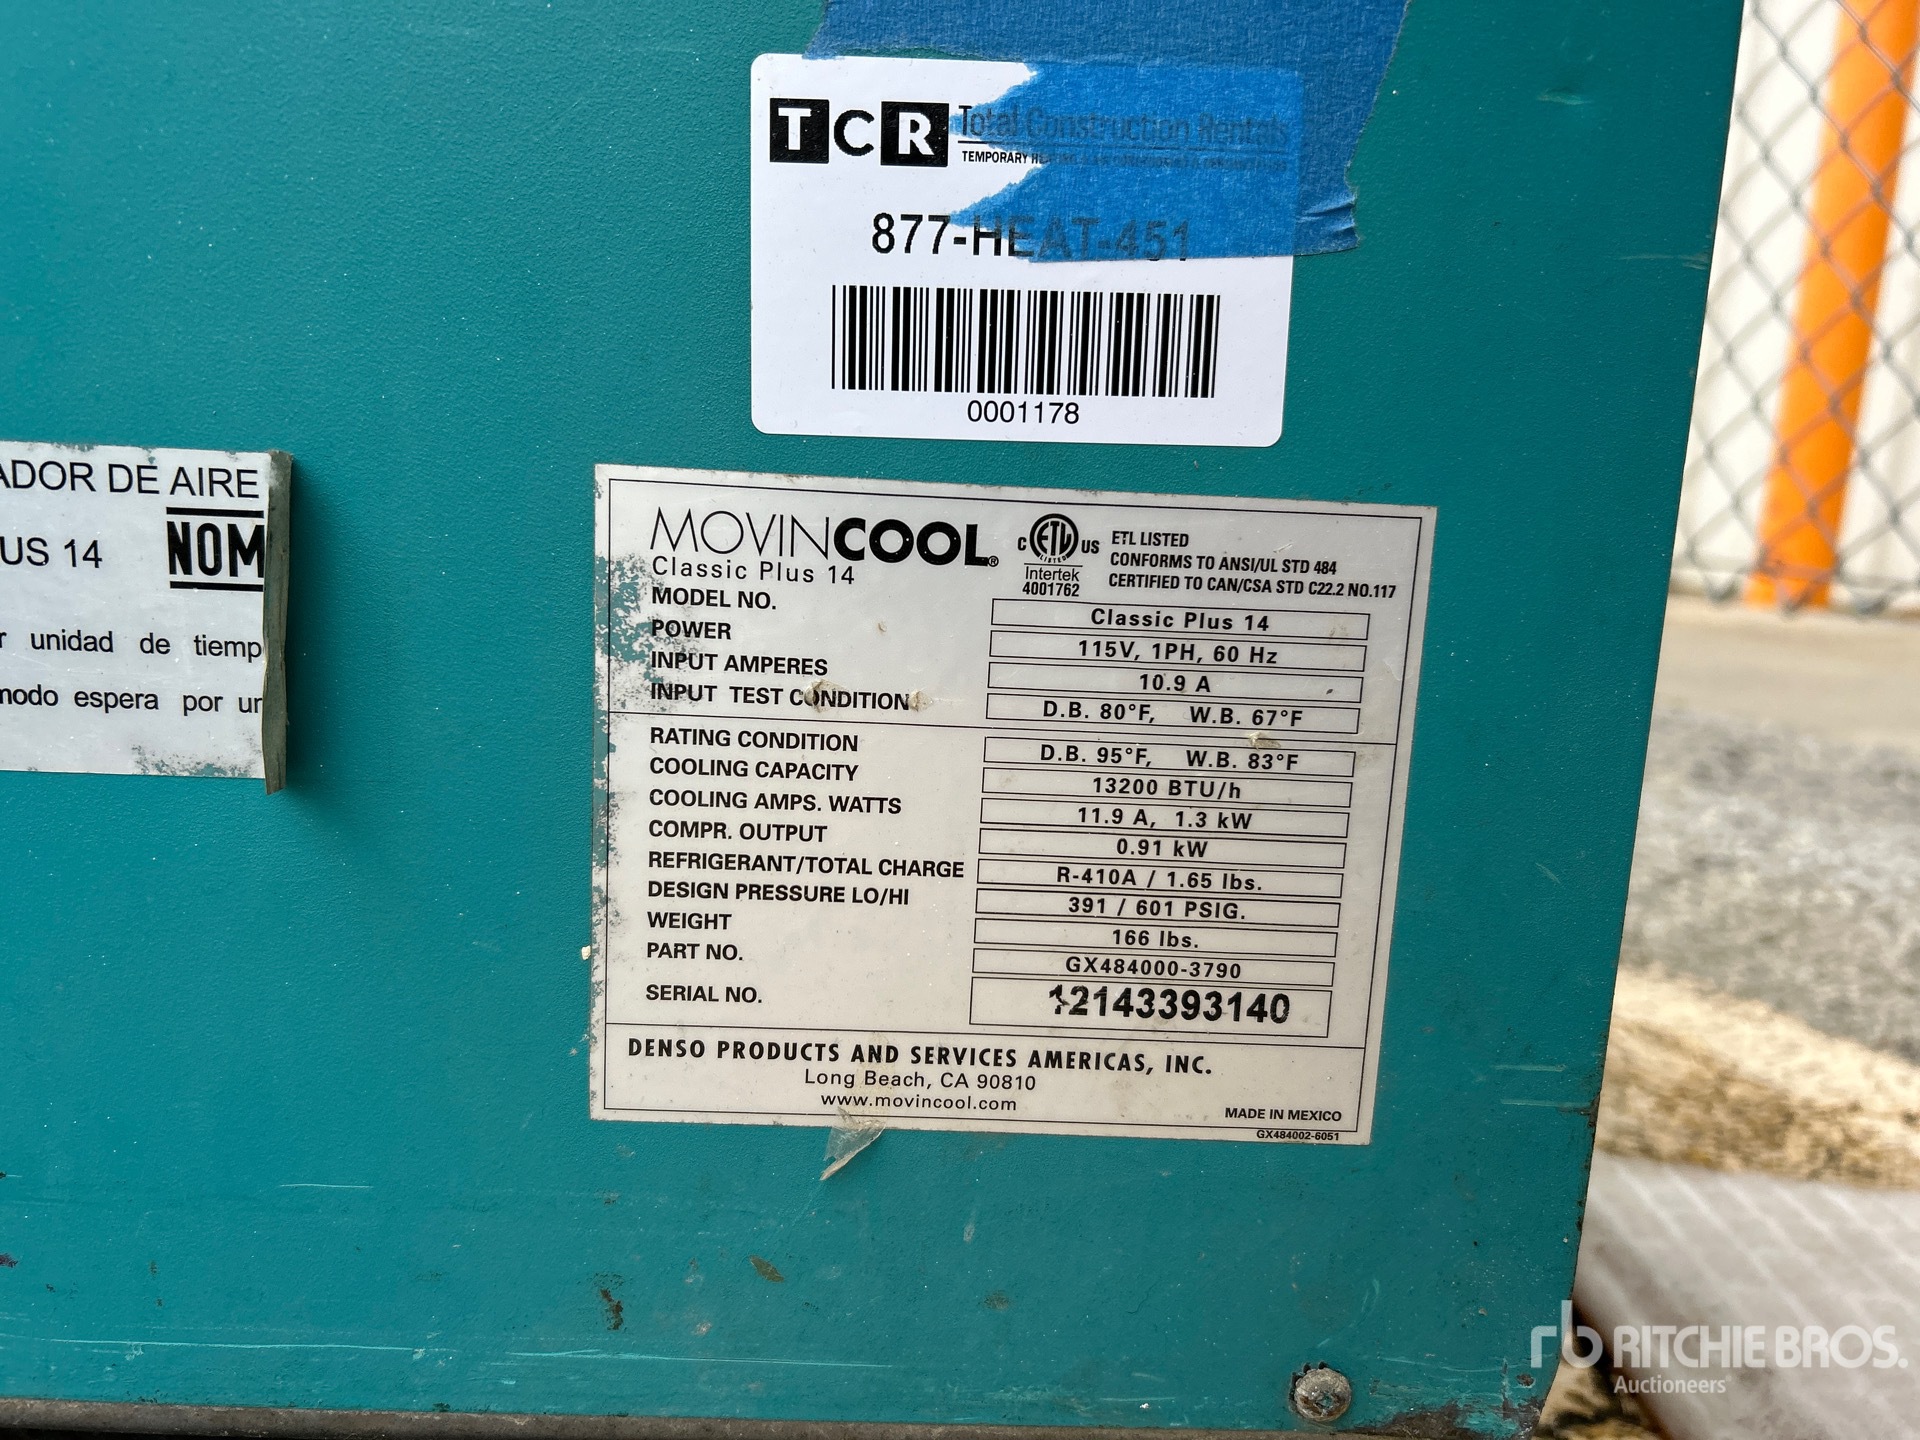 TCR Total Construction Rentals
TEMPORARY
877-HEAT-451
0001178
ADOR DE AIRE
US 14 NOM
r unidad de tiemp
modo espera por un
MOVINCOOL®
Classic Plus 14
C ETL US
LISTED
Intertek
4001762
ETL LISTED
CONFORMS TO ANSI/UL STD 484
CERTIFIED TO CAN/CSA STD C22.2 NO.117
MODEL NO. Classic Plus 14
POWER 115V, 1PH, 60 Hz
INPUT AMPERES 10.9 A
INPUT TEST CONDITION D.B. 80°F, W.B. 67°F
RATING CONDITION D.B. 95°F, W.B. 83°F
COOLING CAPACITY 13200 BTU/h
COOLING AMPS. WATTS 11.9 A, 1.3 kW
COMPR. OUTPUT 0.91 kW
REFRIGERANT/TOTAL CHARGE R-410A / 1.65 lbs.
DESIGN PRESSURE LO/HI 391 / 601 PSIG.
WEIGHT 166 lbs.
PART NO. GX484000-3790
SERIAL NO. 12143393140
DENSO PRODUCTS AND SERVICES AMERICAS, INC.
Long Beach, CA 90810
www.movincool.com
MADE IN MEXICO
GX484002-6051
rb RITCHIE BROS.
Auctioneers